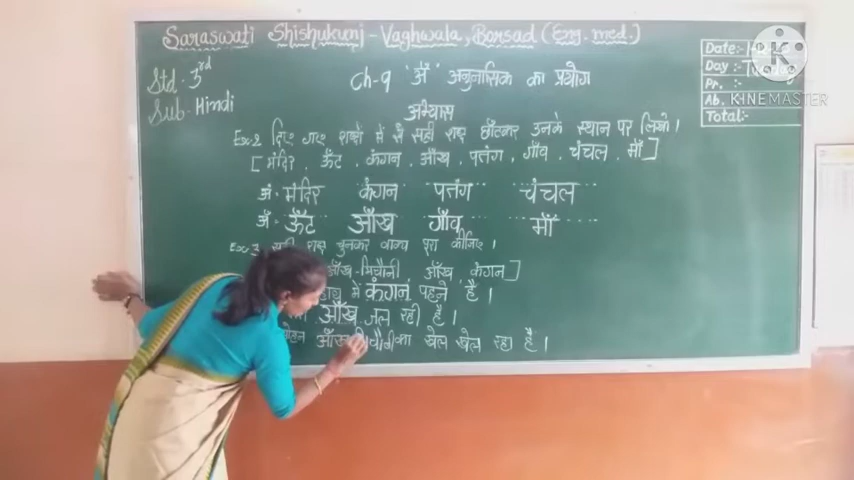 Saraswati Shishukunj - Vaghwala, Borsad (Eng. med.)
Std - 3rd
Sub - Hindi
Date:-
Day :- Tuesday
Pr. :-
Ab.
Total:-
KINEMASTER
Ch-9 "अँ" अनुनासिक का प्रयोग
अभ्यास
Ex-2 दिए गए शब्दों में से सही शब्द छाँटकर उनके स्थान पर लिखो।
[मंदिर, ऊँट, कंगन, आँख, पतंग, गाँव, चंचल, माँ]
अं - मंदिर कंगन पतंग चंचल
अँ - ऊँट आँख गाँव माँ
Ex-3 सही शब्द चुनकर वाक्य पूरा कीजिए।
आँख-मिचौनी, आँख, कंगन]
हाथ में कंगन पहने हैं।
आँख जल रही है।
आँख मिचौनी का खेल खेल रहा है।